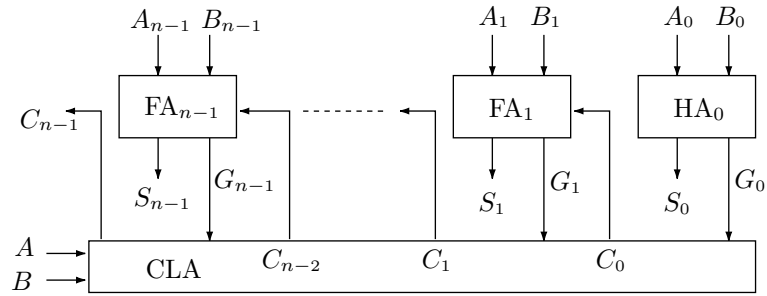 A_{n−1} B_{n−1} A_1 B_1 A_0 B_0
FA_{n−1} FA_1 HA_0
C_{n−1}
G_{n−1} G_1 G_0
S_{n−1} S_1 S_0
A
B CLA C_{n−2} C_1 C_0